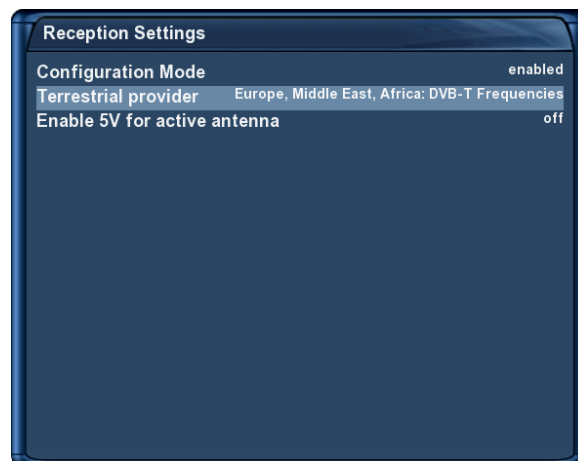 Reception Settings
Configuration Mode enabled
Terrestrial provider Europe, Middle East, Africa: DVB-T Frequencies
Enable 5V for active antenna off